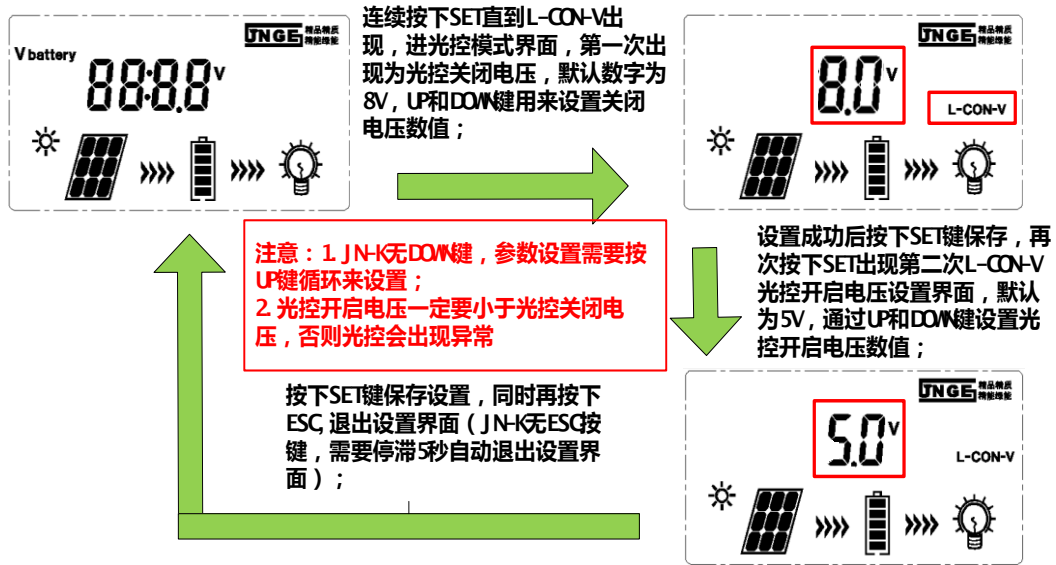 JNGE 精品精质
精能绿能
V battery
88:8.8 V
连续按下SET直到L-CON-V出
现，进光控模式界面，第一次出
现为光控关闭电压，默认数字为
8V，UP和DOWN键用来设置关闭
电压数值；
JNGE 精品精质
精能绿能
8.0 V
L-CON-V
注意：1. JN-K无DOWN键，参数设置需要按
UP键循环来设置；
2. 光控开启电压一定要小于光控关闭电
压，否则光控会出现异常
设置成功后按下SET键保存，再
次按下SET出现第二次L-CON-V
光控开启电压设置界面，默认
为5V，通过UP和DOWN键设置光
控开启电压数值；
按下SET键保存设置，同时再按下
ESC,退出设置界面（JN-K无ESC按
键，需要停滞5秒自动退出设置界
面）；
JNGE 精品精质
精能绿能
5.0 V
L-CON-V